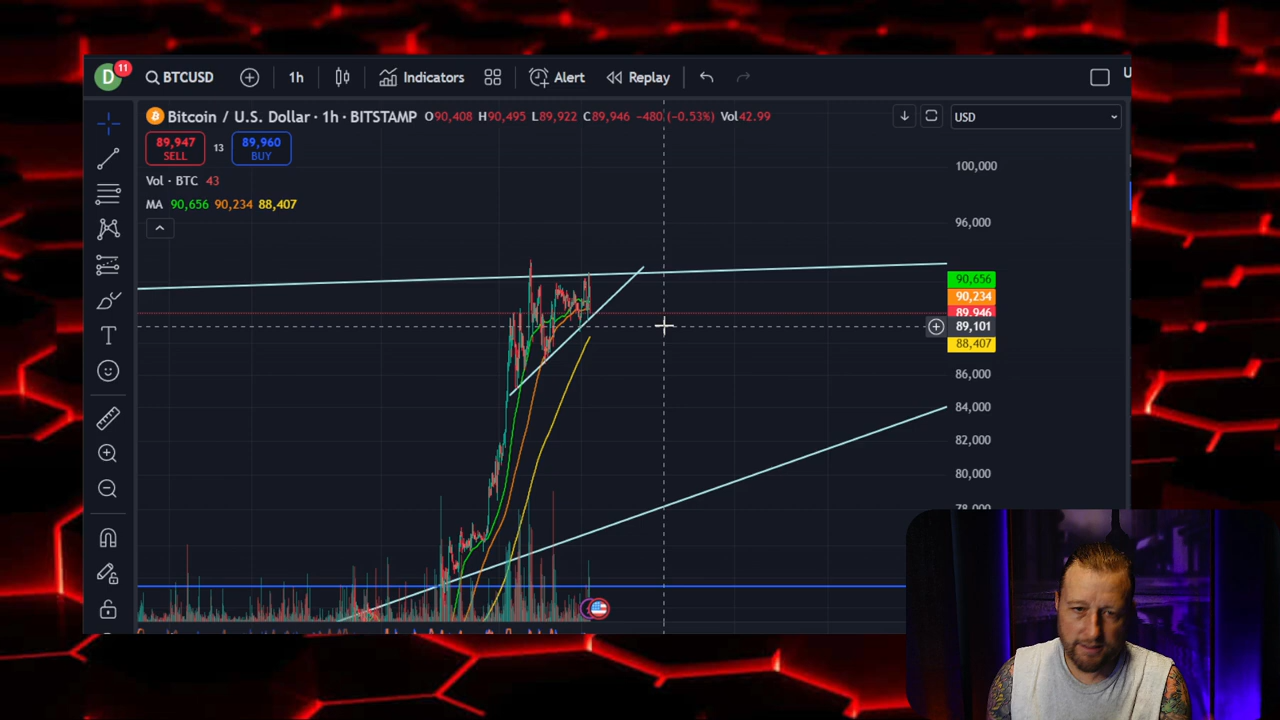 D 11 BTCUSD 1h Indicators Alert Replay U
Bitcoin / U.S. Dollar · 1h · BITSTAMP O90,408 H90,495 L89,922 C89,946 −480 (−0.53%) Vol42.99 USD
89,947 13 89,960
SELL BUY
Vol · BTC 43
MA 90,656 90,234 88,407
100,000
96,000
90,656
90,234
89,946
89,101
88,407
86,000
84,000
82,000
80,000
78,000